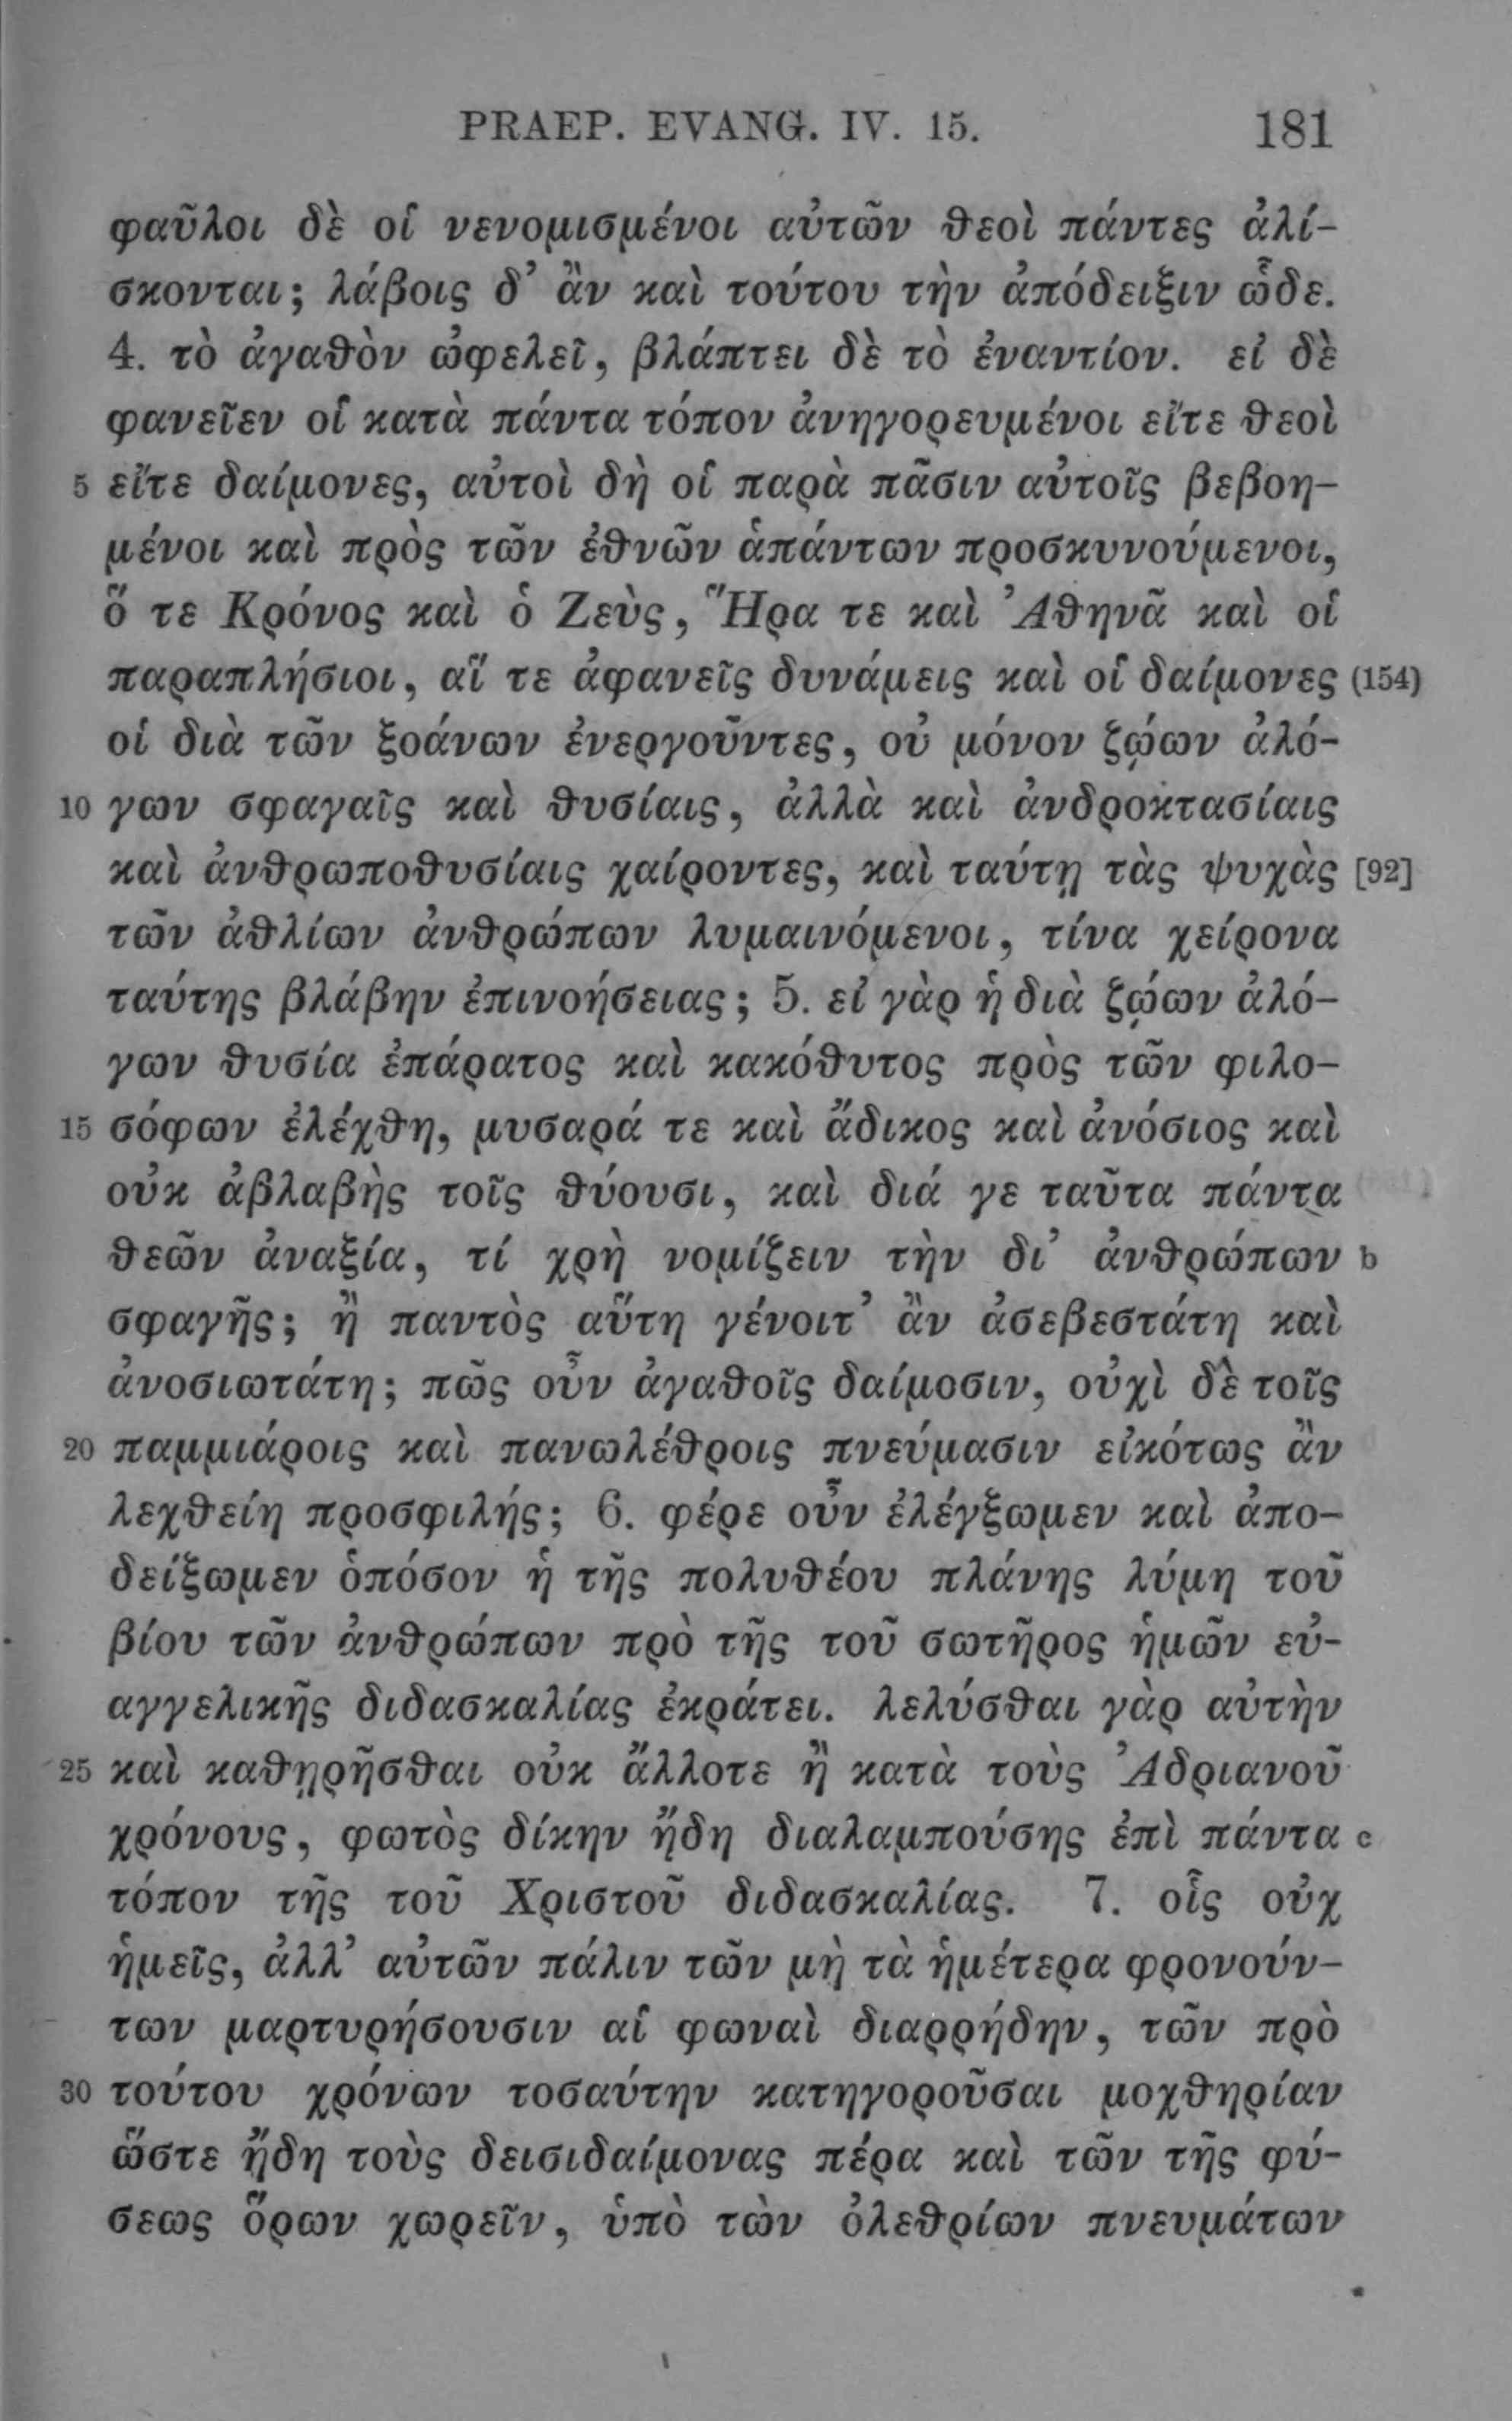 PRAEP. EVANG. IV. 15. 181
φαῦλοι δὲ οἱ νενομισμένοι αὐτῶν θεοὶ πάντες ἁλί-
σκονται; λάβοις δ’ ἂν καὶ τούτου τὴν ἀπόδειξιν ὧδε.
4. τὸ ἀγαθὸν ὠφελεῖ, βλάπτει δὲ τὸ ἐναντίον. εἰ δὲ
φανεῖεν οἱ κατὰ πάντα τόπον ἀνηγορευμένοι εἴτε θεοὶ
5 εἴτε δαίμονες, αὐτοὶ δὴ οἱ παρὰ πᾶσιν αὐτοῖς βεβοη-
μένοι καὶ πρὸς τῶν ἐθνῶν ἁπάντων προσκυνούμενοι,
ὅ τε Κρόνος καὶ ὁ Ζεὺς, Ἥρα τε καὶ Ἀθηνᾶ καὶ οἱ
παραπλήσιοι, αἵ τε ἀφανεῖς δυνάμεις καὶ οἱ δαίμονες (154)
οἱ διὰ τῶν ξοάνων ἐνεργοῦντες, οὐ μόνον ζῴων ἀλό-
10 γων σφαγαῖς καὶ θυσίαις, ἀλλὰ καὶ ἀνδροκτασίαις
καὶ ἀνθρωποθυσίαις χαίροντες, καὶ ταύτῃ τὰς ψυχὰς [92]
τῶν ἀθλίων ἀνθρώπων λυμαινόμενοι, τίνα χείρονα
ταύτης βλάβην ἐπινοήσειας; 5. εἰ γὰρ ἡ διὰ ζῴων ἀλό-
γων θυσία ἐπάρατος καὶ κακόθυτος πρὸς τῶν φιλο-
15 σόφων ἐλέχθη, μυσαρά τε καὶ ἄδικος καὶ ἀνόσιος καὶ
οὐκ ἀβλαβὴς τοῖς θύουσι, καὶ διά γε ταῦτα πάντα
θεῶν ἀναξία, τί χρὴ νομίζειν τὴν δι’ ἀνθρώπων b
σφαγῆς; ἢ παντὸς αὕτη γένοιτ’ ἂν ἀσεβεστάτη καὶ
ἀνοσιωτάτη; πῶς οὖν ἀγαθοῖς δαίμοσιν, οὐχὶ δὲ τοῖς
20 παμμιάροις καὶ πανωλέθροις πνεύμασιν εἰκότως ἂν
λεχθείη προσφιλής; 6. φέρε οὖν ἐλέγξωμεν καὶ ἀπο-
δείξωμεν ὁπόσον ἡ τῆς πολυθέου πλάνης λύμη τοῦ
βίου τῶν ἀνθρώπων πρὸ τῆς τοῦ σωτῆρος ἡμῶν εὐ-
αγγελικῆς διδασκαλίας ἐκράτει. λελύσθαι γὰρ αὐτὴν
25 καὶ καθῃρῆσθαι οὐκ ἄλλοτε ἢ κατὰ τοὺς Ἀδριανοῦ
χρόνους, φωτὸς δίκην ἤδη διαλαμπούσης ἐπὶ πάντα c
τόπον τῆς τοῦ Χριστοῦ διδασκαλίας. 7. οἷς οὐχ
ἡμεῖς, ἀλλ’ αὐτῶν πάλιν τῶν μὴ τὰ ἡμέτερα φρονούν-
των μαρτυρήσουσιν αἱ φωναὶ διαρρήδην, τῶν πρὸ
30 τούτου χρόνων τοσαύτην κατηγοροῦσαι μοχθηρίαν
ὥστε ἤδη τοὺς δεισιδαίμονας πέρα καὶ τῶν τῆς φύ-
σεως ὅρων χωρεῖν, ὑπὸ τῶν ὀλεθρίων πνευμάτων